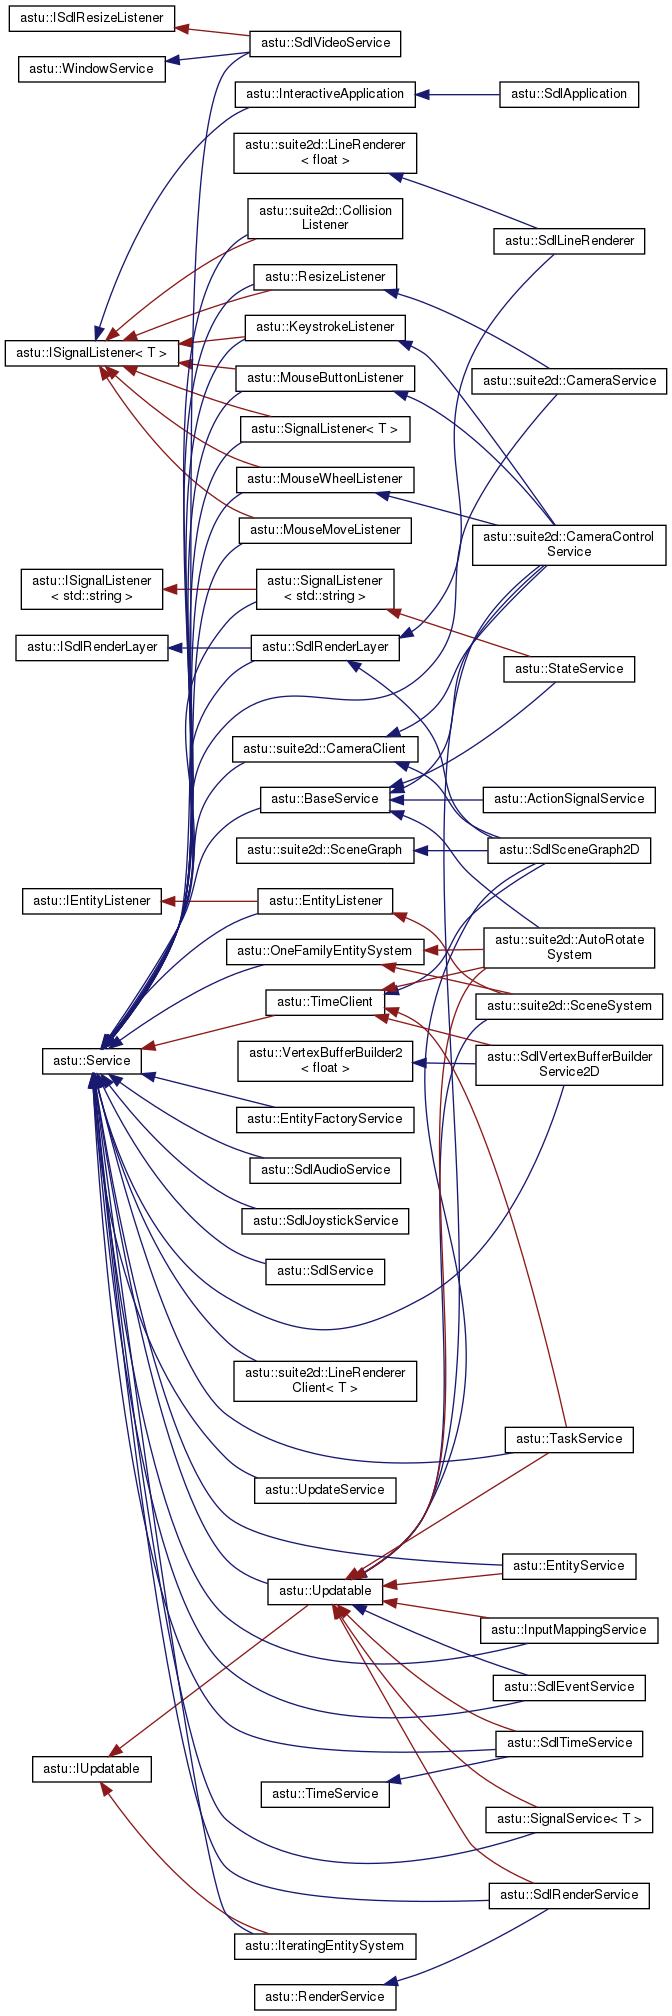 astu::ISdlResizeListener
astu::SdlVideoService
astu::WindowService
astu::InteractiveApplication
astu::SdlApplication
astu::suite2d::LineRenderer
< float >
astu::suite2d::Collision
Listener
astu::SdlLineRenderer
astu::ResizeListener
astu::KeystrokeListener
astu::ISignalListener< T >
astu::MouseButtonListener
astu::suite2d::CameraService
astu::SignalListener< T >
astu::MouseWheelListener
astu::MouseMoveListener
astu::suite2d::CameraControl
Service
astu::ISignalListener
< std::string >
astu::SignalListener
< std::string >
astu::ISdlRenderLayer
astu::SdlRenderLayer
astu::StateService
astu::suite2d::CameraClient
astu::BaseService
astu::ActionSignalService
astu::suite2d::SceneGraph
astu::SdlSceneGraph2D
astu::IEntityListener
astu::EntityListener
astu::OneFamilyEntitySystem
astu::suite2d::AutoRotate
System
astu::TimeClient
astu::suite2d::SceneSystem
astu::Service
astu::VertexBufferBuilder2
< float >
astu::SdlVertexBufferBuilder
Service2D
astu::EntityFactoryService
astu::SdlAudioService
astu::SdlJoystickService
astu::SdlService
astu::suite2d::LineRenderer
Client< T >
astu::TaskService
astu::UpdateService
astu::EntityService
astu::Updatable
astu::InputMappingService
astu::SdlEventService
astu::SdlTimeService
astu::IUpdatable
astu::TimeService
astu::SignalService< T >
astu::SdlRenderService
astu::IteratingEntitySystem
astu::RenderService